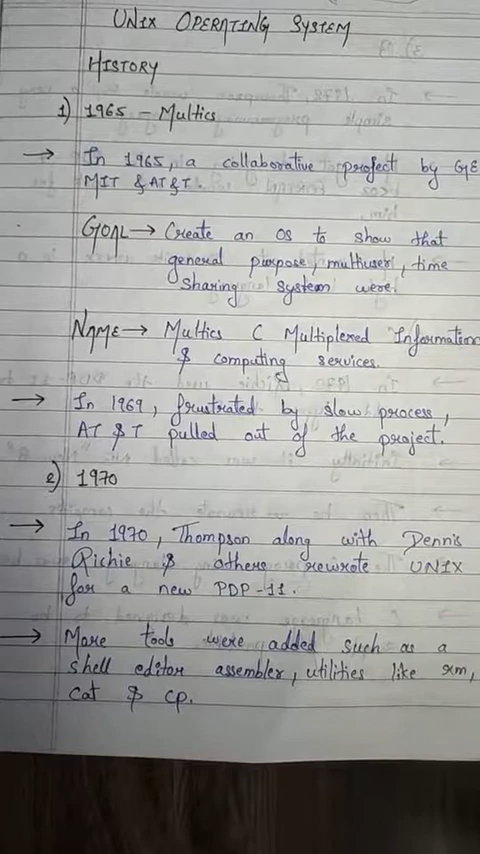 UNIX OPERATING SYSTEM
HISTORY
1) 1965 - Multics
→ In 1965, a collaborative project by GE
MIT & AT&T.
GOAL → Create an OS to show that
general purpose, multiuser, time
Sharing system were.
NAME → Multics C Multiplexed Information
& computing services.
→ In 1969, frustrated by slow process,
AT & T pulled out of the project.
2) 1970
→ In 1970, Thompson along with Dennis
Richie & others rewrote UNIX
for a new PDP-11.
→ More tools were added such as a
shell editor assembler, utilities like rm,
cat & cp.